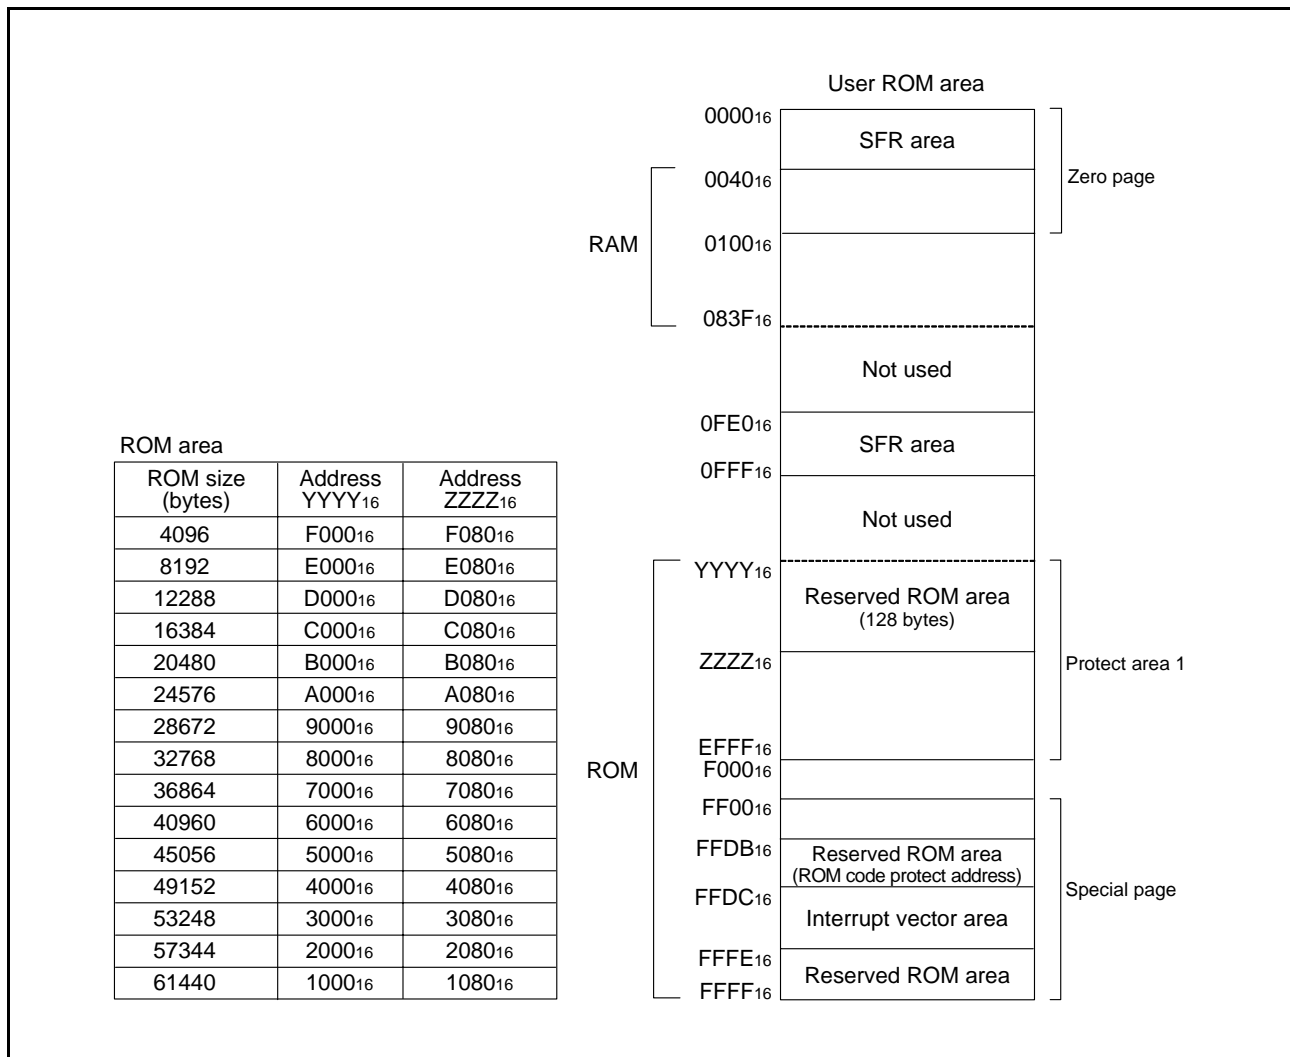 User ROM area
0000₁₆
SFR area
0040₁₆
Zero page
RAM
0100₁₆
083F₁₆
Not used
0FE0₁₆
SFR area
0FFF₁₆
Not used
YYYY₁₆
Reserved ROM area
(128 bytes)
ZZZZ₁₆
Protect area 1
EFFF₁₆
ROM
F000₁₆
FF00₁₆
FFDB₁₆
Reserved ROM area
(ROM code protect address)
FFDC₁₆
Special page
Interrupt vector area
FFFE₁₆
Reserved ROM area
FFFF₁₆
ROM area
ROM size (bytes) Address YYYY₁₆ Address ZZZZ₁₆
4096 F000₁₆ F080₁₆
8192 E000₁₆ E080₁₆
12288 D000₁₆ D080₁₆
16384 C000₁₆ C080₁₆
20480 B000₁₆ B080₁₆
24576 A000₁₆ A080₁₆
28672 9000₁₆ 9080₁₆
32768 8000₁₆ 8080₁₆
36864 7000₁₆ 7080₁₆
40960 6000₁₆ 6080₁₆
45056 5000₁₆ 5080₁₆
49152 4000₁₆ 4080₁₆
53248 3000₁₆ 3080₁₆
57344 2000₁₆ 2080₁₆
61440 1000₁₆ 1080₁₆